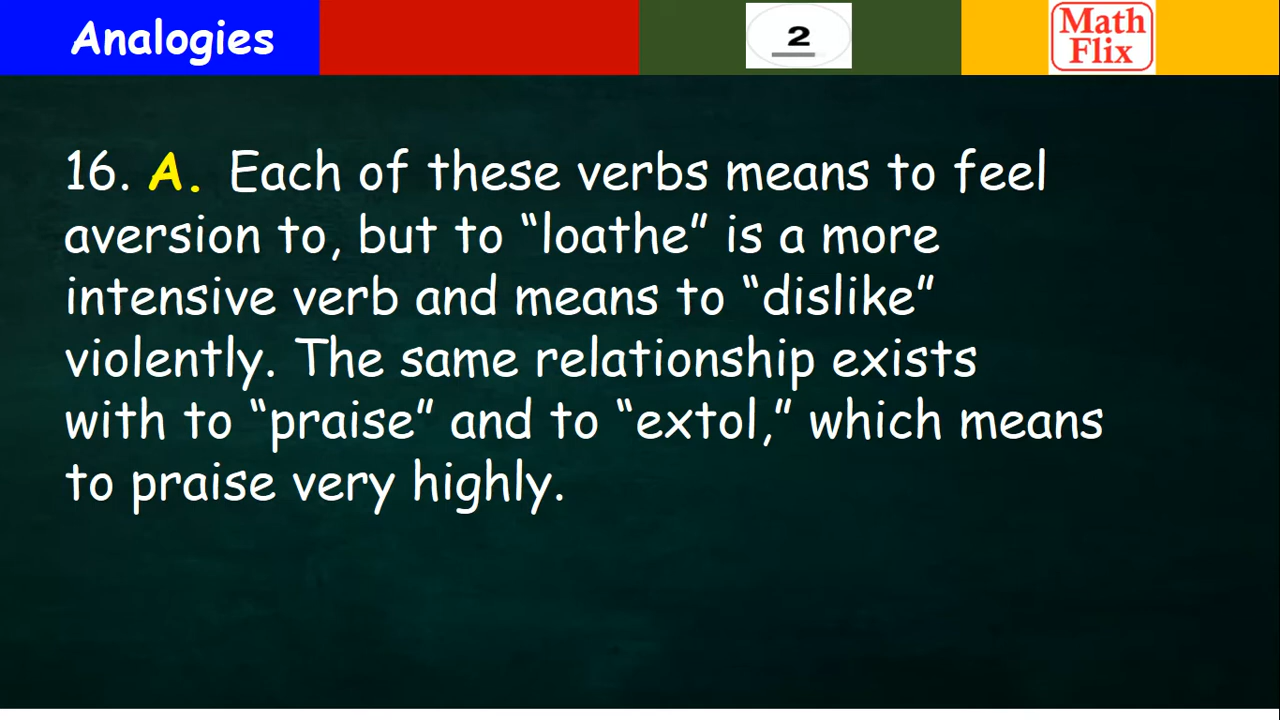 Analogies
2
Math
Flix
16. A. Each of these verbs means to feel
aversion to, but to “loathe” is a more
intensive verb and means to “dislike”
violently. The same relationship exists
with to “praise” and to “extol,” which means
to praise very highly.